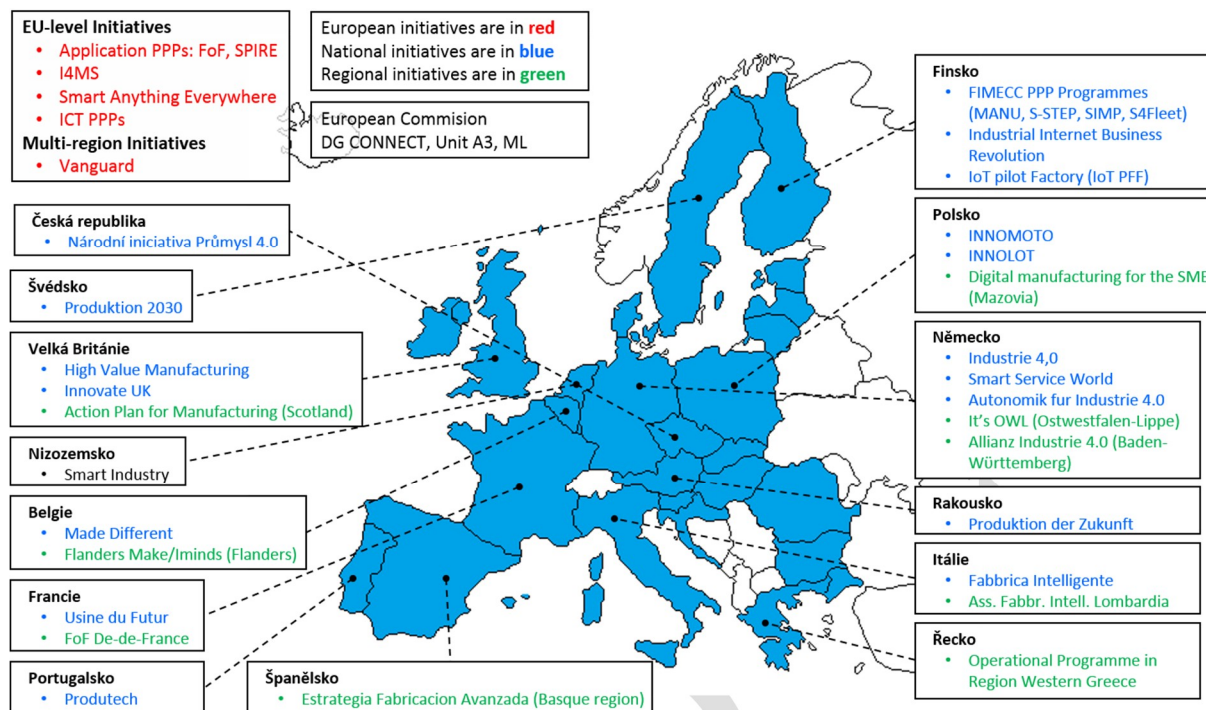 EU-level Initiatives
• Application PPPs: FoF, SPIRE
• I4MS
• Smart Anything Everywhere
• ICT PPPs
Multi-region Initiatives
• Vanguard
European initiatives are in red
National initiatives are in blue
Regional initiatives are in green
European Commision
DG CONNECT, Unit A3, ML
Česká republika
• Národní iniciativa Průmysl 4.0
Švédsko
• Produktion 2030
Velká Británie
• High Value Manufacturing
• Innovate UK
• Action Plan for Manufacturing (Scotland)
Nizozemsko
• Smart Industry
Belgie
• Made Different
• Flanders Make/Iminds (Flanders)
Francie
• Usine du Futur
• FoF De-de-France
Portugalsko
• Produtech
Španělsko
• Estrategia Fabricacion Avanzada (Basque region)
Finsko
• FIMECC PPP Programmes
(MANU, S-STEP, SIMP, S4Fleet)
• Industrial Internet Business
Revolution
• IoT pilot Factory (IoT PFF)
Polsko
• INNOMOTO
• INNOLOT
• Digital manufacturing for the SME
(Mazovia)
Německo
• Industrie 4,0
• Smart Service World
• Autonomik fur Industrie 4.0
• It's OWL (Ostwestfalen-Lippe)
• Allianz Industrie 4.0 (Baden-
Württemberg)
Rakousko
• Produktion der Zukunft
Itálie
• Fabbrica Intelligente
• Ass. Fabbr. Intell. Lombardia
Řecko
• Operational Programme in
Region Western Greece